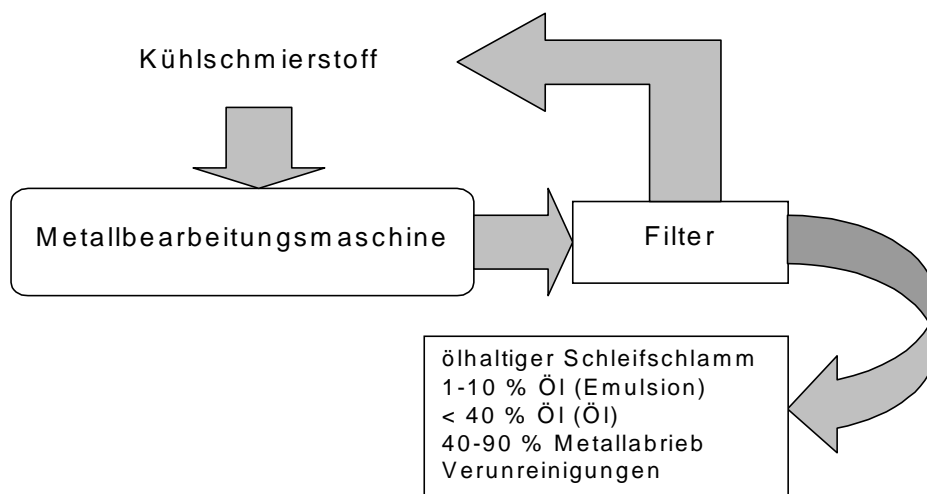 Kühlschmierstoff
Metallbearbeitungsmaschine
Filter
ölhaltiger Schleifschlamm
1-10 % Öl (Emulsion)
< 40 % Öl (Öl)
40-90 % Metallabrieb
Verunreinigungen